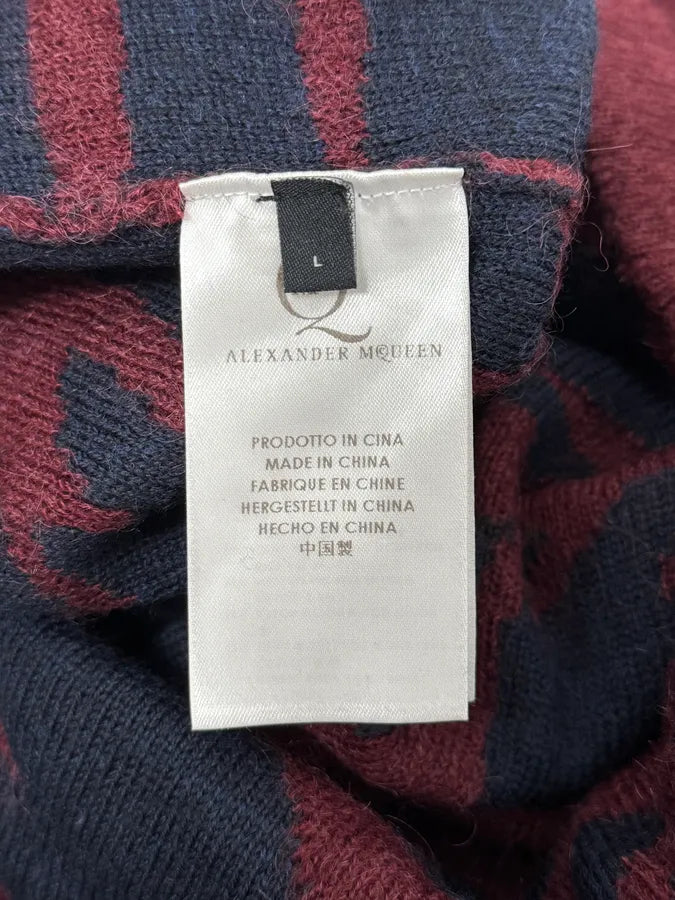 L
Q
ALEXANDER MCQUEEN
PRODOTTO IN CINA
MADE IN CHINA
FABRIQUE EN CHINE
HERGESTELLT IN CHINA
HECHO EN CHINA
中国製